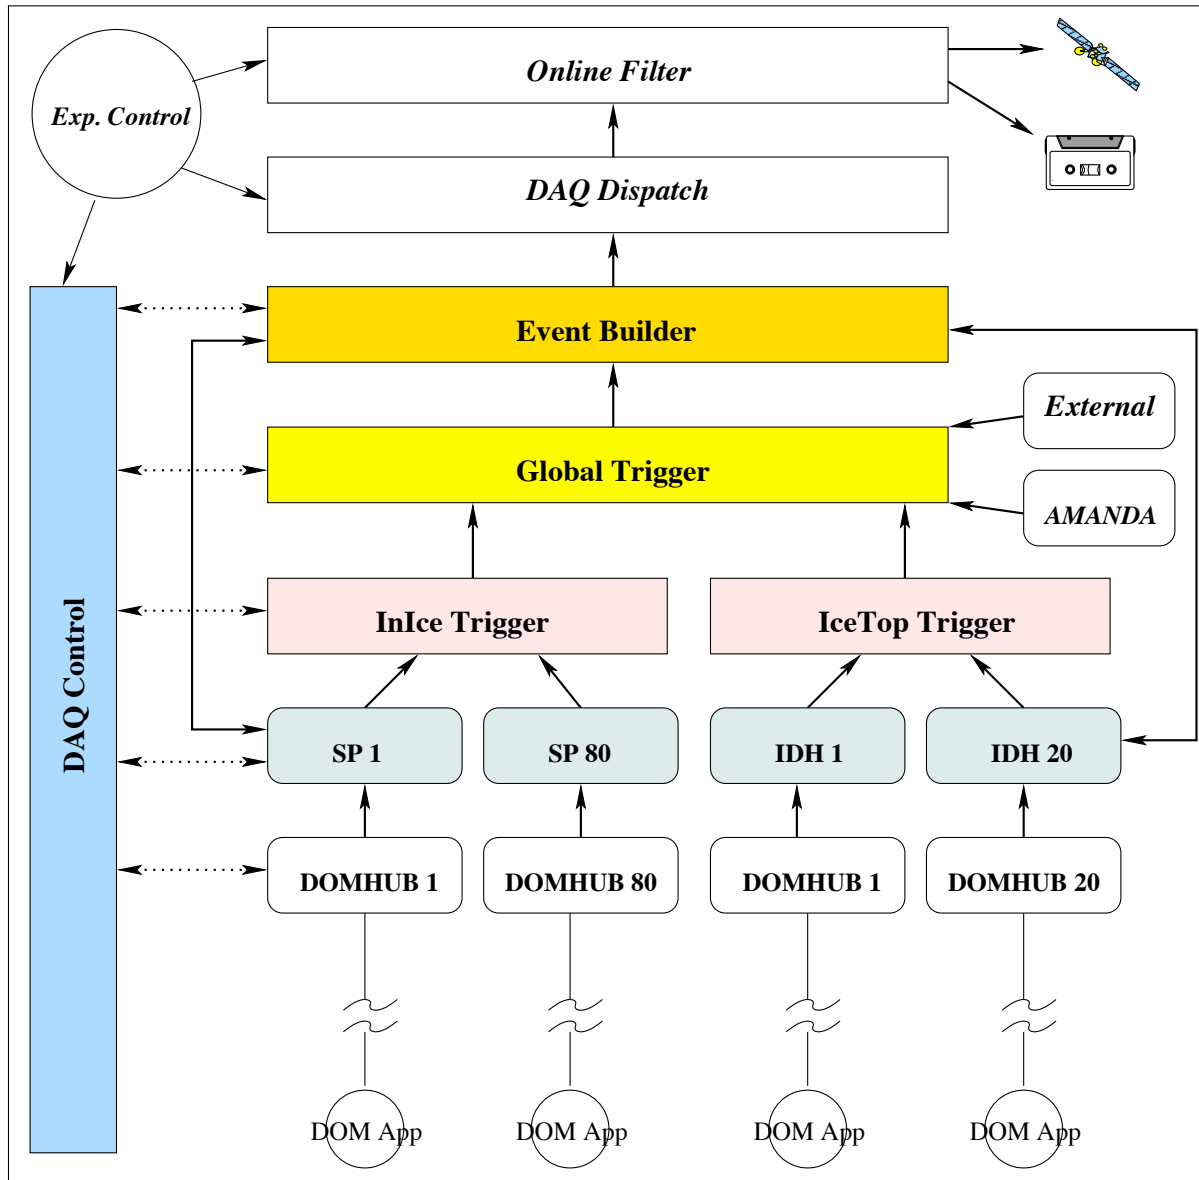 Exp. Control
Online Filter
DAQ Dispatch
Event Builder
External
Global Trigger
AMANDA
InIce Trigger
IceTop Trigger
DAQ Control
SP 1
SP 80
IDH 1
IDH 20
DOMHUB 1
DOMHUB 80
DOMHUB 1
DOMHUB 20
DOM App
DOM App
DOM App
DOM App